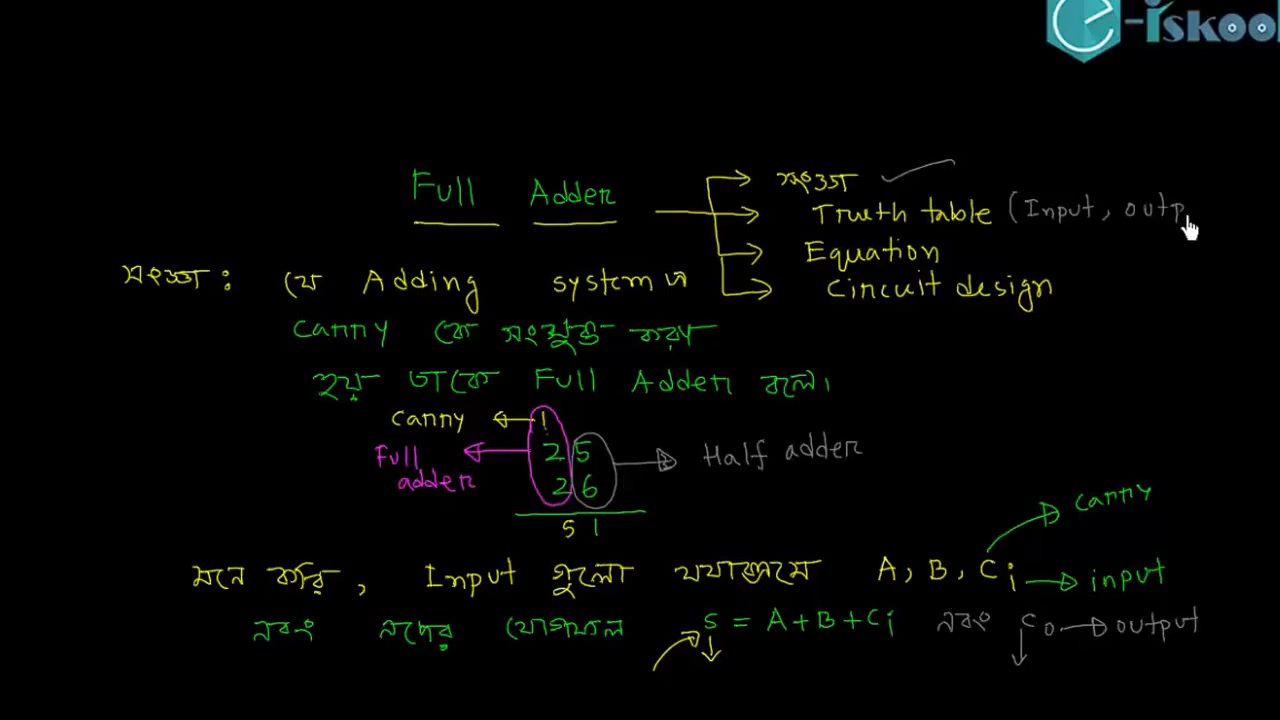 e-iskool
Full Adder
সংজ্ঞা
Truth table (Input, outp
Equation
Circuit design
সংজ্ঞা : যে Adding system এ
carry কে সংযুক্ত করা
হয় তাকে Full Adder বলে।
carry 1
Full adder
2 5
2 6
5 1
Half adder
carry
মনে করি, Input গুলো যথাক্রমে A, B, Ci input
এবং এদের যোগফল S = A+B+Ci এবং Co output